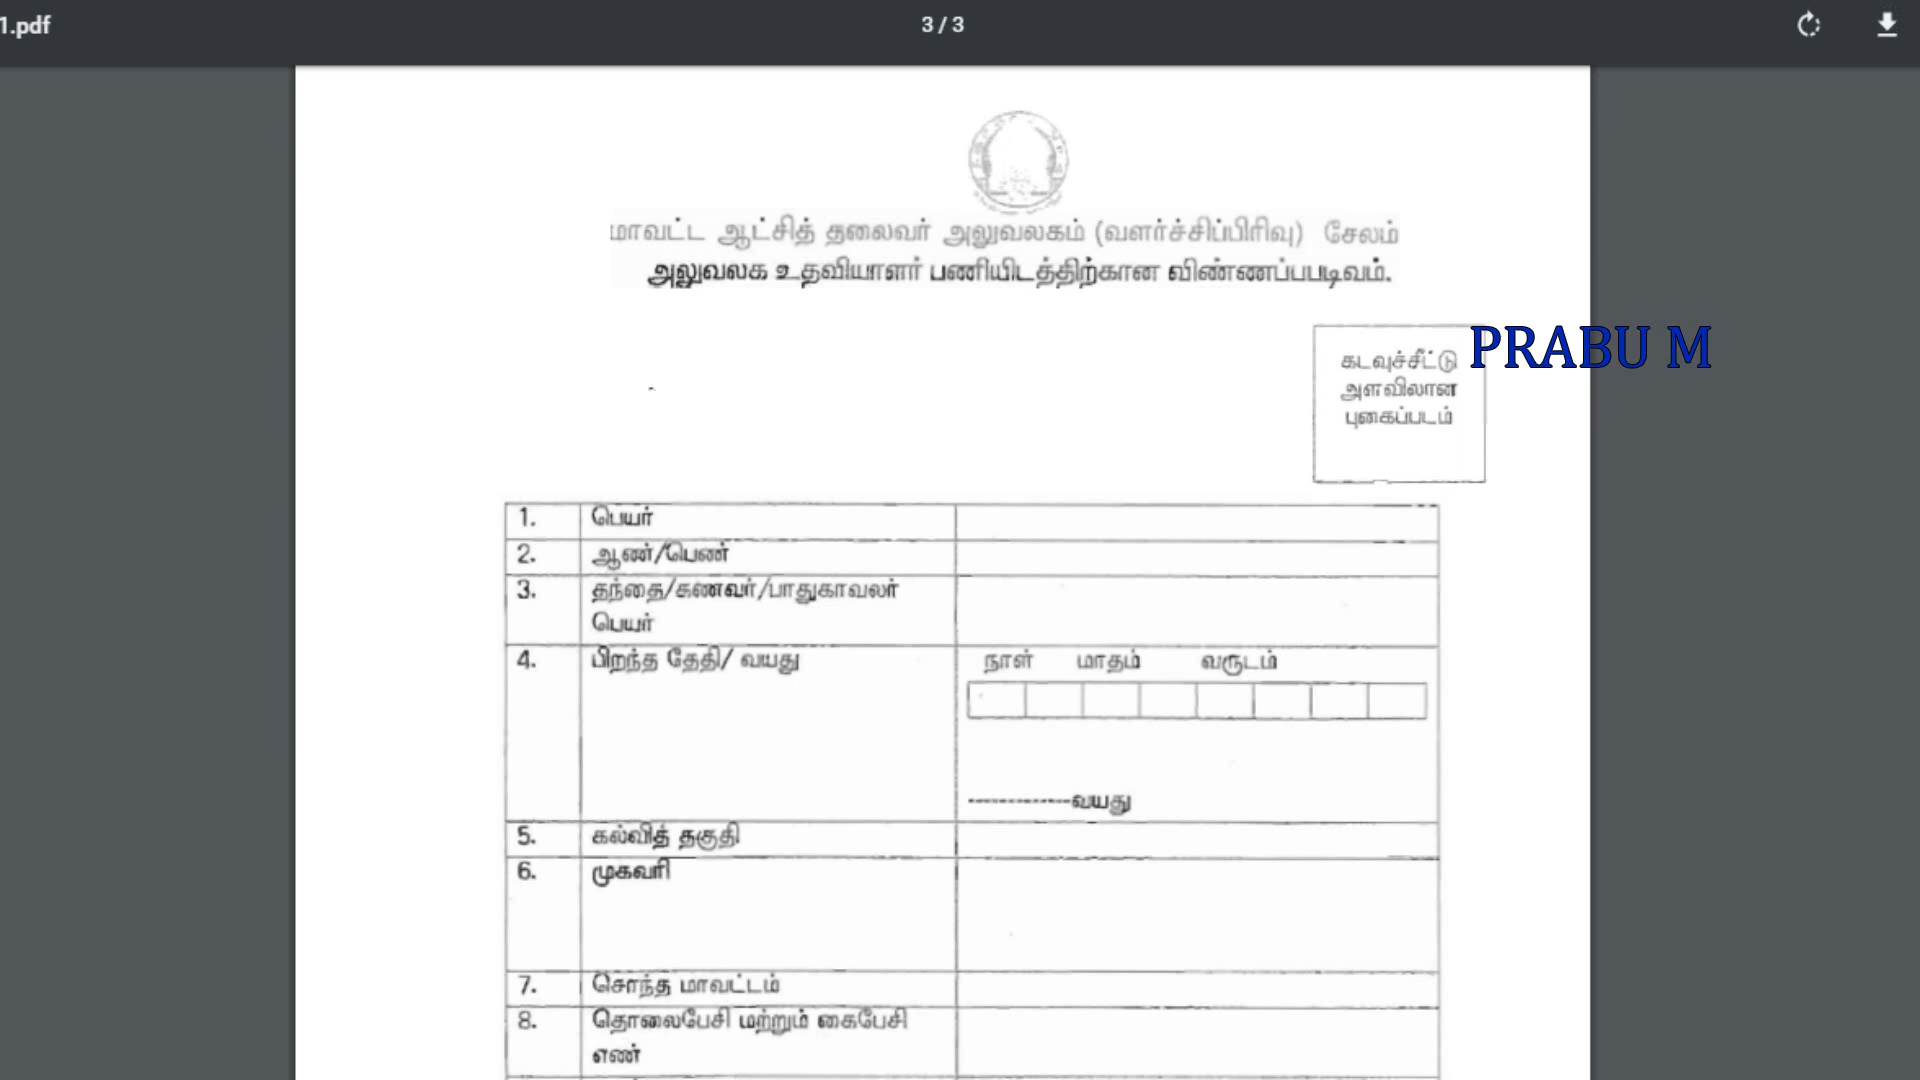 1.pdf
3 / 3
மாவட்ட ஆட்சித் தலைவர் அலுவலகம் (வளர்ச்சிப்பிரிவு) சேலம்
அலுவலக உதவியாளர் பணியிடத்திற்கான விண்ணப்பபடிவம்.
PRABU M
கடவுச்சீட்டு
அளவிலான
புகைப்படம்
1. பெயர்
2. ஆண்/பெண்
3. தந்தை/கணவர்/பாதுகாவலர்
பெயர்
4. பிறந்த தேதி/ வயது நாள் மாதம் வருடம்
--------------வயது
5. கல்வித் தகுதி
6. முகவரி
7. சொந்த மாவட்டம்
8. தொலைபேசி மற்றும் கைபேசி
எண்